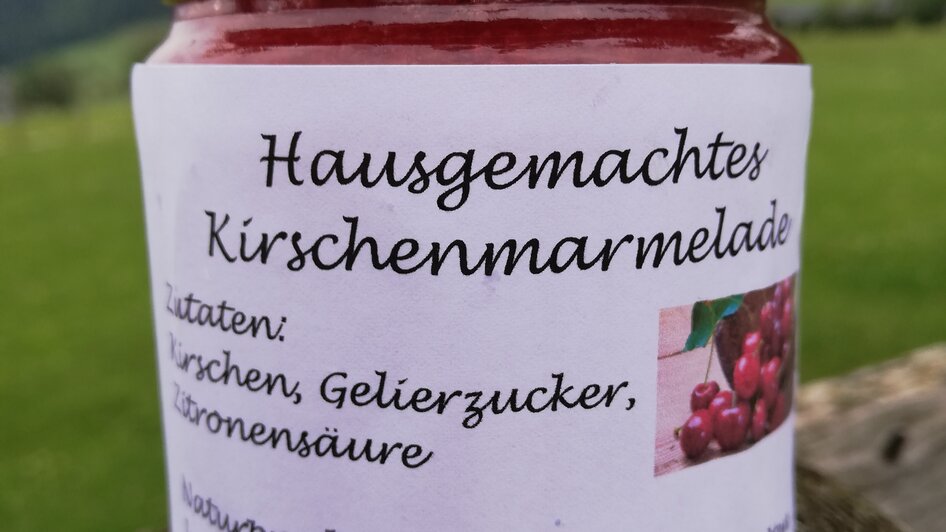 Hausgemachtes
Kirschenmarmelade
Zutaten:
Kirschen, Gelierzucker,
Zitronensäure